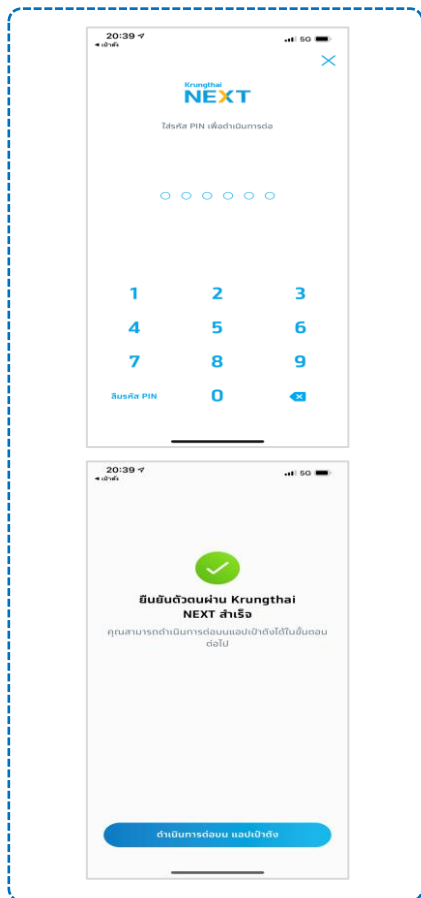 20:39
5G
◀ เป๋าตัง
Krungthai
NEXT
ใส่รหัส PIN เพื่อดำเนินการต่อ
1 2 3
4 5 6
7 8 9
ลืมรหัส PIN 0
20:39
5G
◀ เป๋าตัง
ยืนยันตัวตนผ่าน Krungthai
NEXT สำเร็จ
คุณสามารถดำเนินการต่อบนแอปเป๋าตังได้ในขั้นตอน
ต่อไป
ดำเนินการต่อบน แอปเป๋าตัง